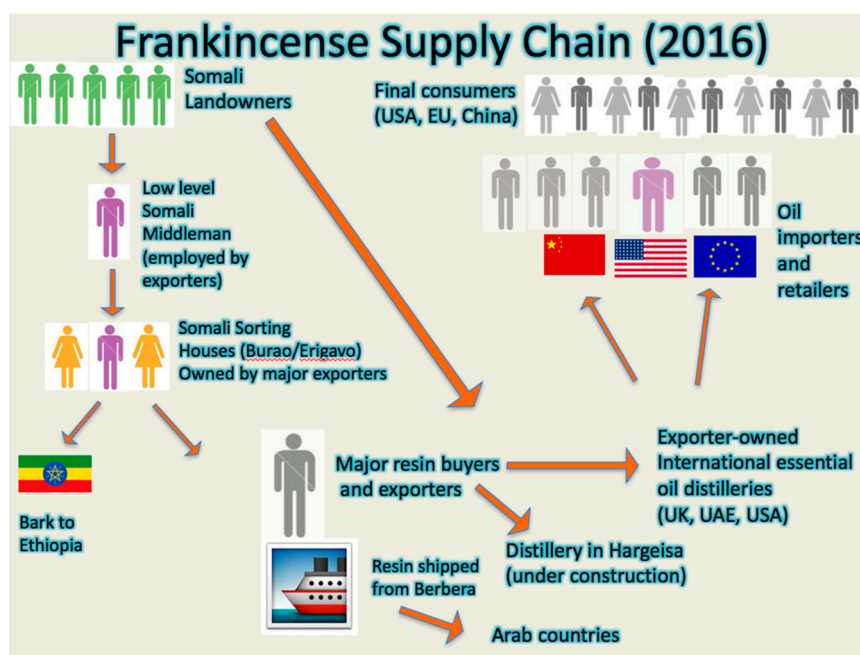 Frankincense Supply Chain (2016)
Somali
Landowners
Final consumers
(USA, EU, China)
Low level
Somali
Middleman
(employed by
exporters)
Oil
importers
and
retailers
Somali Sorting
Houses (Burao/Erigavo)
Owned by major exporters
Bark to
Ethiopia
Major resin buyers
and exporters
Exporter-owned
International essential
oil distilleries
(UK, UAE, USA)
Distillery in Hargeisa
(under construction)
Resin shipped
from Berbera
Arab countries